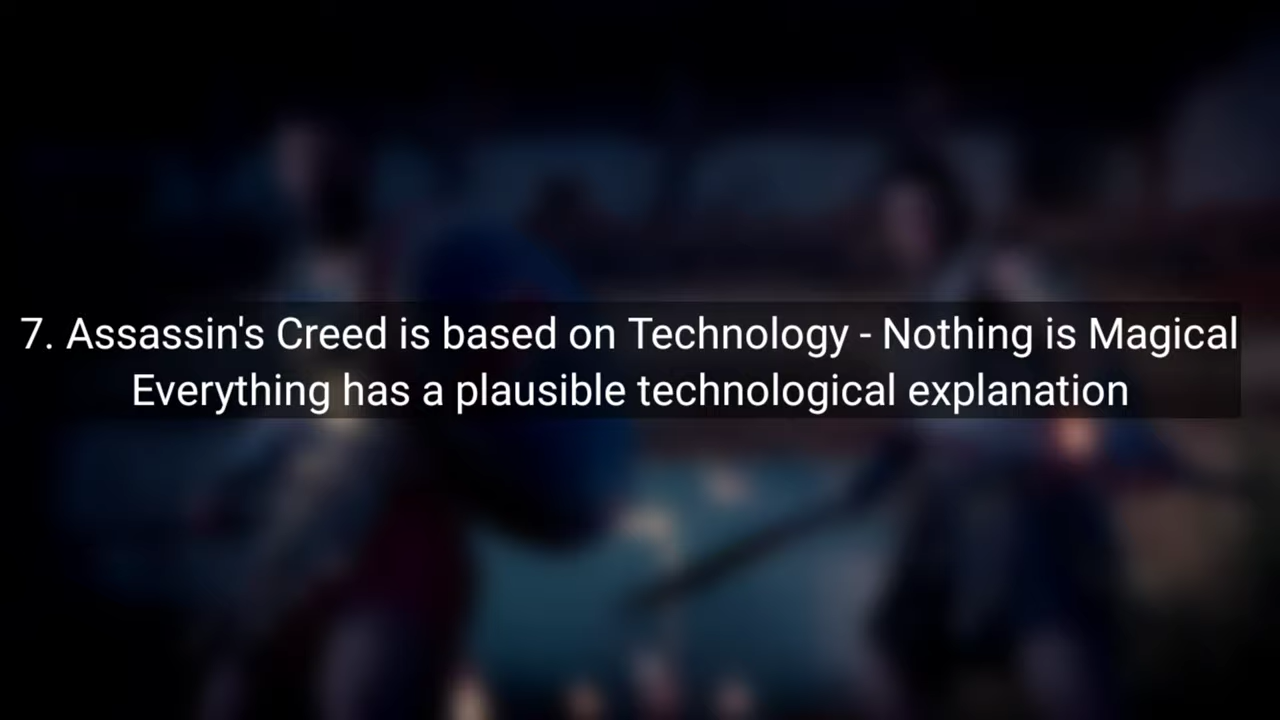 7. Assassin's Creed is based on Technology - Nothing is Magical
Everything has a plausible technological explanation